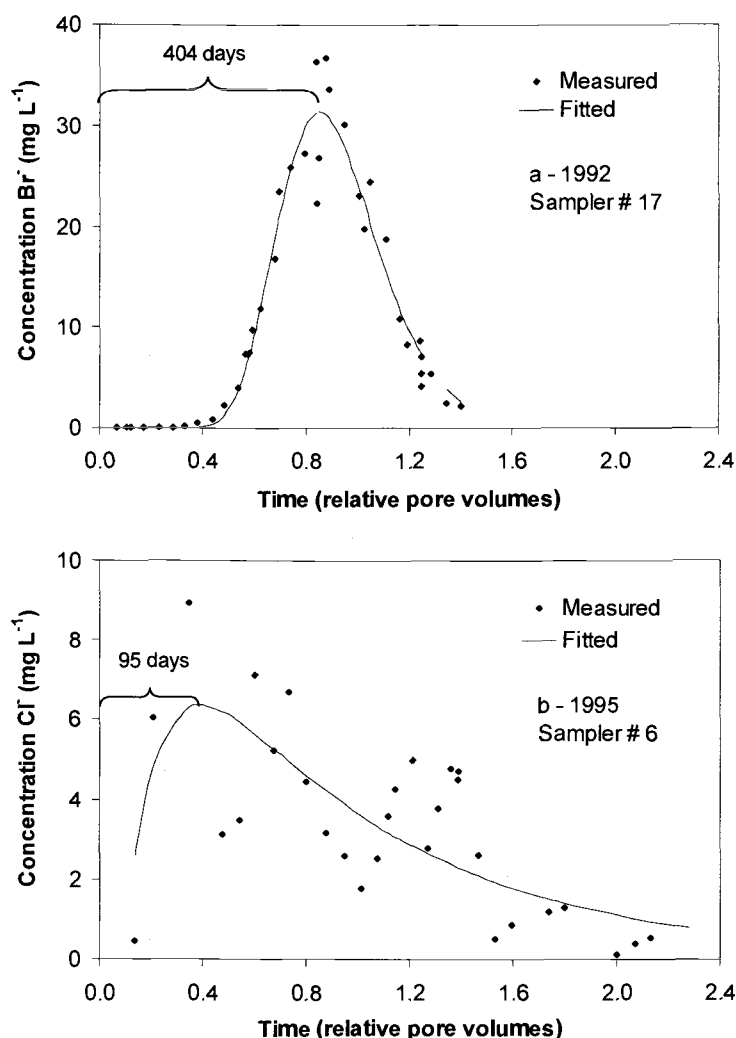 404 days
Measured
Fitted
a - 1992
Sampler # 17
Concentration Br⁻ (mg L⁻¹)
40
30
20
10
0
0.0 0.4 0.8 1.2 1.6 2.0 2.4
Time (relative pore volumes)
95 days
Measured
Fitted
b - 1995
Sampler # 6
Concentration Cl⁻ (mg L⁻¹)
10
8
6
4
2
0
0.0 0.4 0.8 1.2 1.6 2.0 2.4
Time (relative pore volumes)